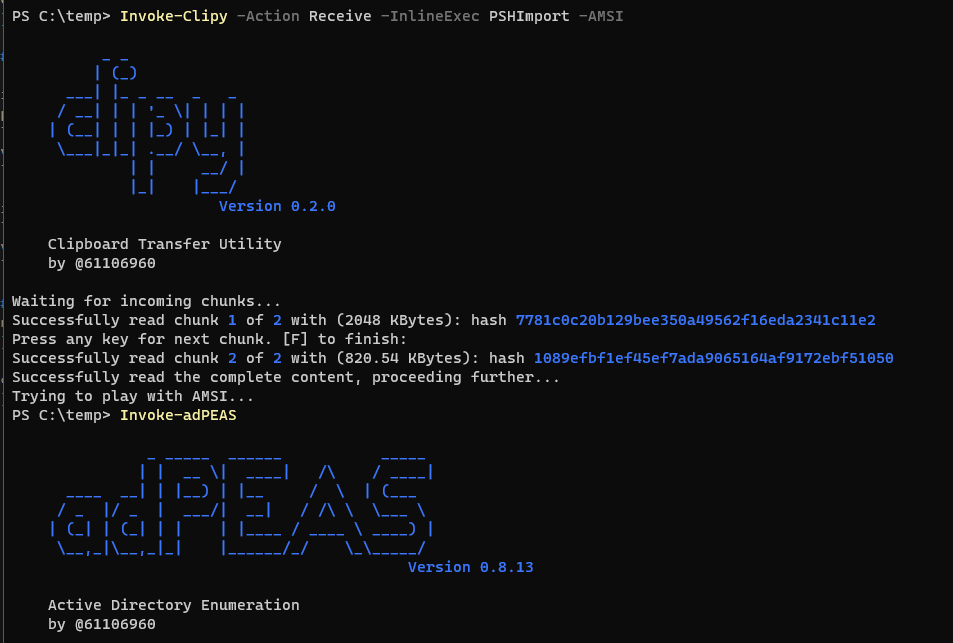 PS C:\temp> Invoke-Clipy -Action Receive -InlineExec PSHImport -AMSI
clipy
Version 0.2.0
Clipboard Transfer Utility
by @61106960
Waiting for incoming chunks...
Successfully read chunk 1 of 2 with (2048 KBytes): hash 7781c0c20b129bee350a49562f16eda2341c11e2
Press any key for next chunk. [F] to finish:
Successfully read chunk 2 of 2 with (820.54 KBytes): hash 1089efbf1ef45ef7ada9065164af9172ebf51050
Successfully read the complete content, proceeding further...
Trying to play with AMSI...
PS C:\temp> Invoke-adPEAS
adPEAS
Version 0.8.13
Active Directory Enumeration
by @61106960